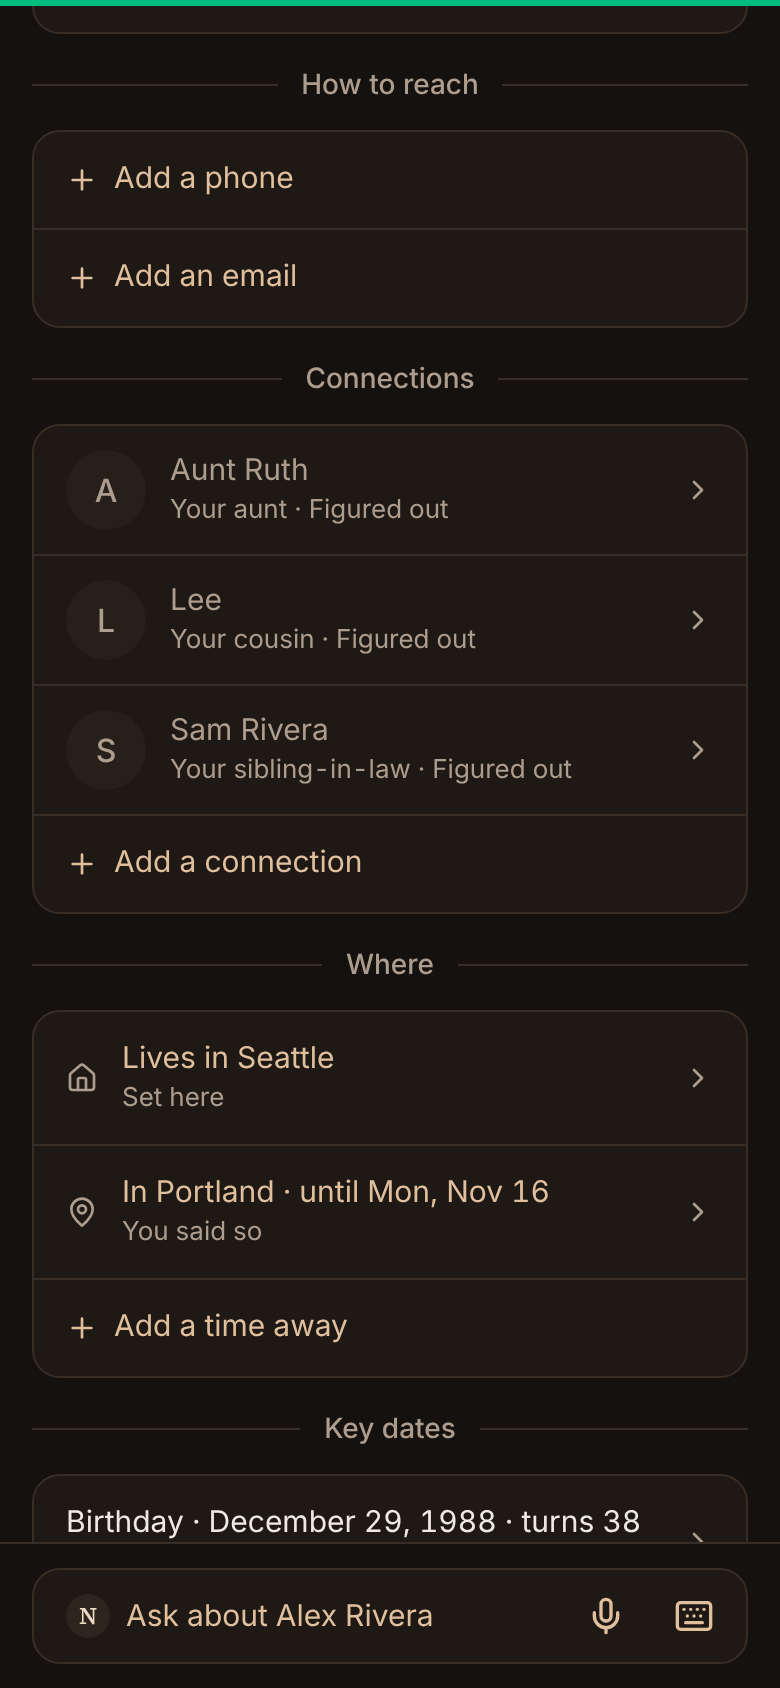 How to reach
Add a phone
Add an email
Connections
A
Aunt Ruth
Your aunt · Figured out
L
Lee
Your cousin · Figured out
S
Sam Rivera
Your sibling-in-law · Figured out
Add a connection
Where
Lives in Seattle
Set here
In Portland · until Mon, Nov 16
You said so
Add a time away
Key dates
Birthday · December 29, 1988 · turns 38
N Ask about Alex Rivera